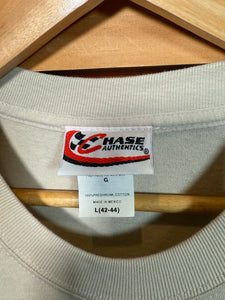 CHASE
AUTHENTICS®
G
100% PRESHRUNK COTTON
MADE IN MEXICO
L(42-44)